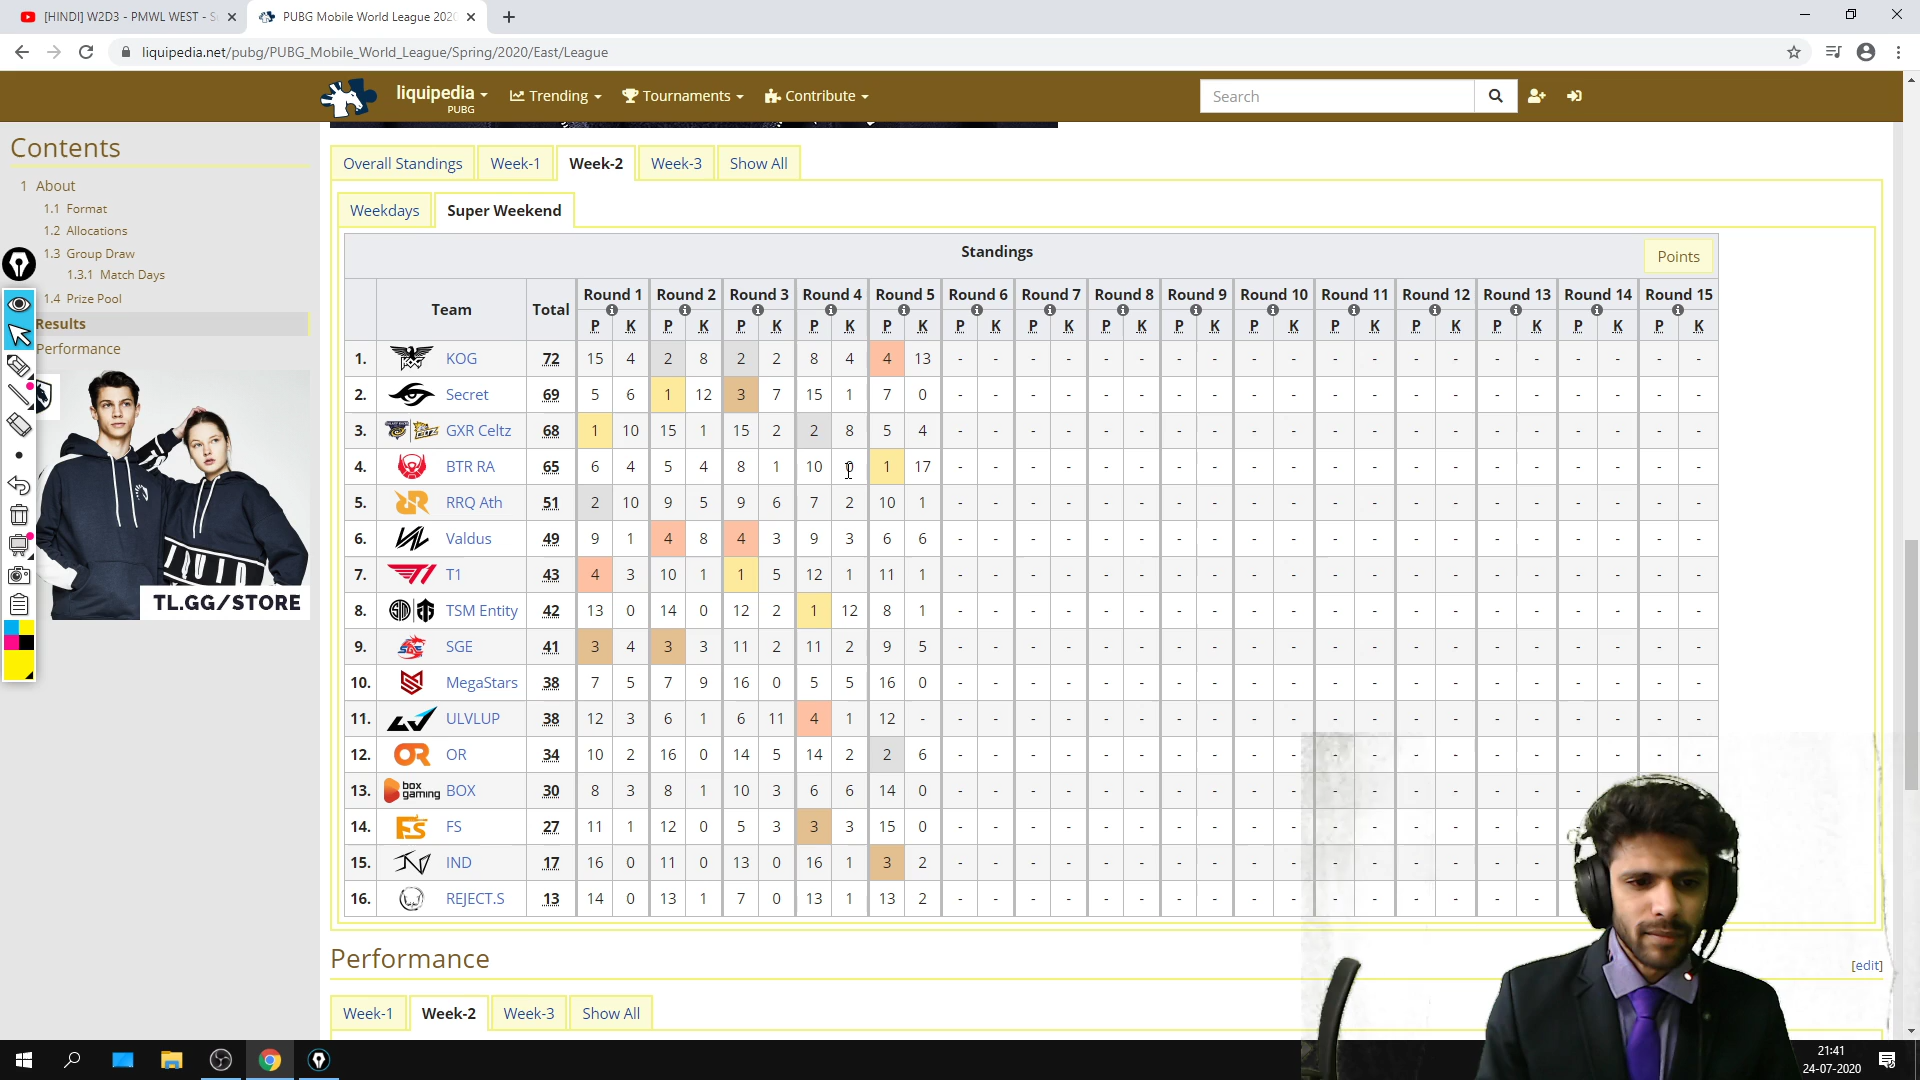 [HINDI] W2D3 - PMWL WEST - S
PUBG Mobile World League 202
liquipedia.net/pubg/PUBG_Mobile_World_League/Spring/2020/East/League
liquipedia
PUBG
Trending
Tournaments
Contribute
Search
Contents
1 About
1.1 Format
1.2 Allocations
1.3 Group Draw
1.3.1 Match Days
1.4 Prize Pool
Results
Performance
TL.GG/STORE
Overall Standings Week-1 Week-2 Week-3 Show All
Weekdays Super Weekend
Standings
Points
Team Total Round 1 Round 2 Round 3 Round 4 Round 5 Round 6 Round 7 Round 8 Round 9 Round 10 Round 11 Round 12 Round 13 Round 14 Round 15
P K P K P K P K P K P K P K P K P K P K P K P K P K P K P K
1. KOG 72 15 4 2 8 2 2 8 4 4 13 - - - - - - - - - - - - - - - - - - - -
2. Secret 69 5 6 1 12 3 7 15 1 7 0 - - - - - - - - - - - - - - - - - - - -
3. GXR Celtz 68 1 10 15 1 15 2 2 8 5 4 - - - - - - - - - - - - - - - - - - - -
4. BTR RA 65 6 4 5 4 8 1 10 0 1 17 - - - - - - - - - - - - - - - - - - - -
5. RRQ Ath 51 2 10 9 5 9 6 7 2 10 1 - - - - - - - - - - - - - - - - - - - -
6. Valdus 49 9 1 4 8 4 3 9 3 6 6 - - - - - - - - - - - - - - - - - - - -
7. T1 43 4 3 10 1 1 5 12 1 11 1 - - - - - - - - - - - - - - - - - - - -
8. TSM Entity 42 13 0 14 0 12 2 1 12 8 1 - - - - - - - - - - - - - - - - - - - -
9. SGE 41 3 4 3 3 11 2 11 2 9 5 - - - - - - - - - - - - - - - - - - - -
10. MegaStars 38 7 5 7 9 16 0 5 5 16 0 - - - - - - - - - - - - - - - - - - - -
11. ULVLUP 38 12 3 6 1 6 11 4 1 12 - - - - - - - - - - - - - - - - - - - - -
12. OR 34 10 2 16 0 14 5 14 2 2 6 - - - - - - - - - - - - - - - - - - - -
13. box gaming BOX 30 8 3 8 1 10 3 6 6 14 0 - - - - - - - - - - - - - - - - -
14. FS 27 11 1 12 0 5 3 3 3 15 0 - - - - - - - - - - - - - - - -
15. IND 17 16 0 11 0 13 0 16 1 3 2 - - - - - - - - - - - - - - - -
16. REJECT.S 13 14 0 13 1 7 0 13 1 13 2 - - - - - - - - - - - - - - - -
Performance
[edit]
Week-1 Week-2 Week-3 Show All
21:41
24-07-2020